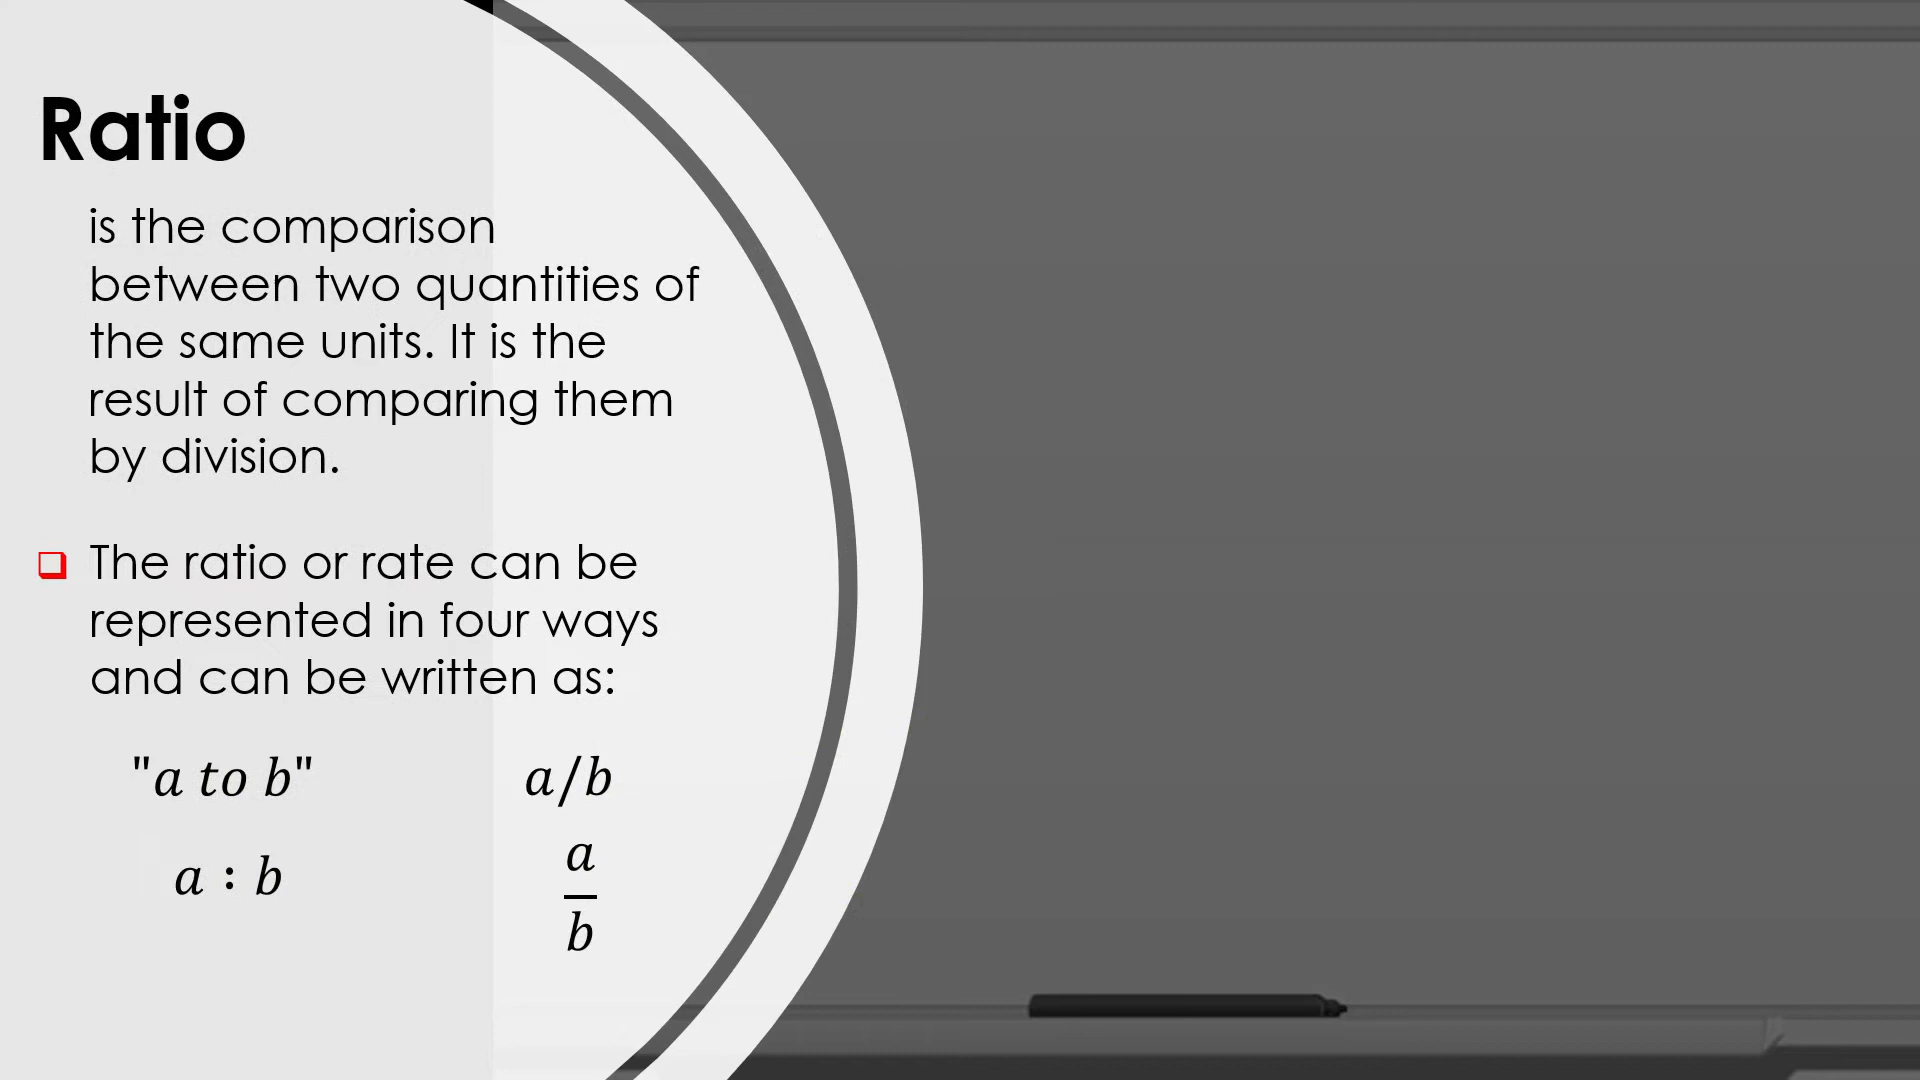 Ratio
is the comparison
between two quantities of
the same units. It is the
result of comparing them
by division.
❑ The ratio or rate can be
represented in four ways
and can be written as:
"a to b" a/b
a : b a/b